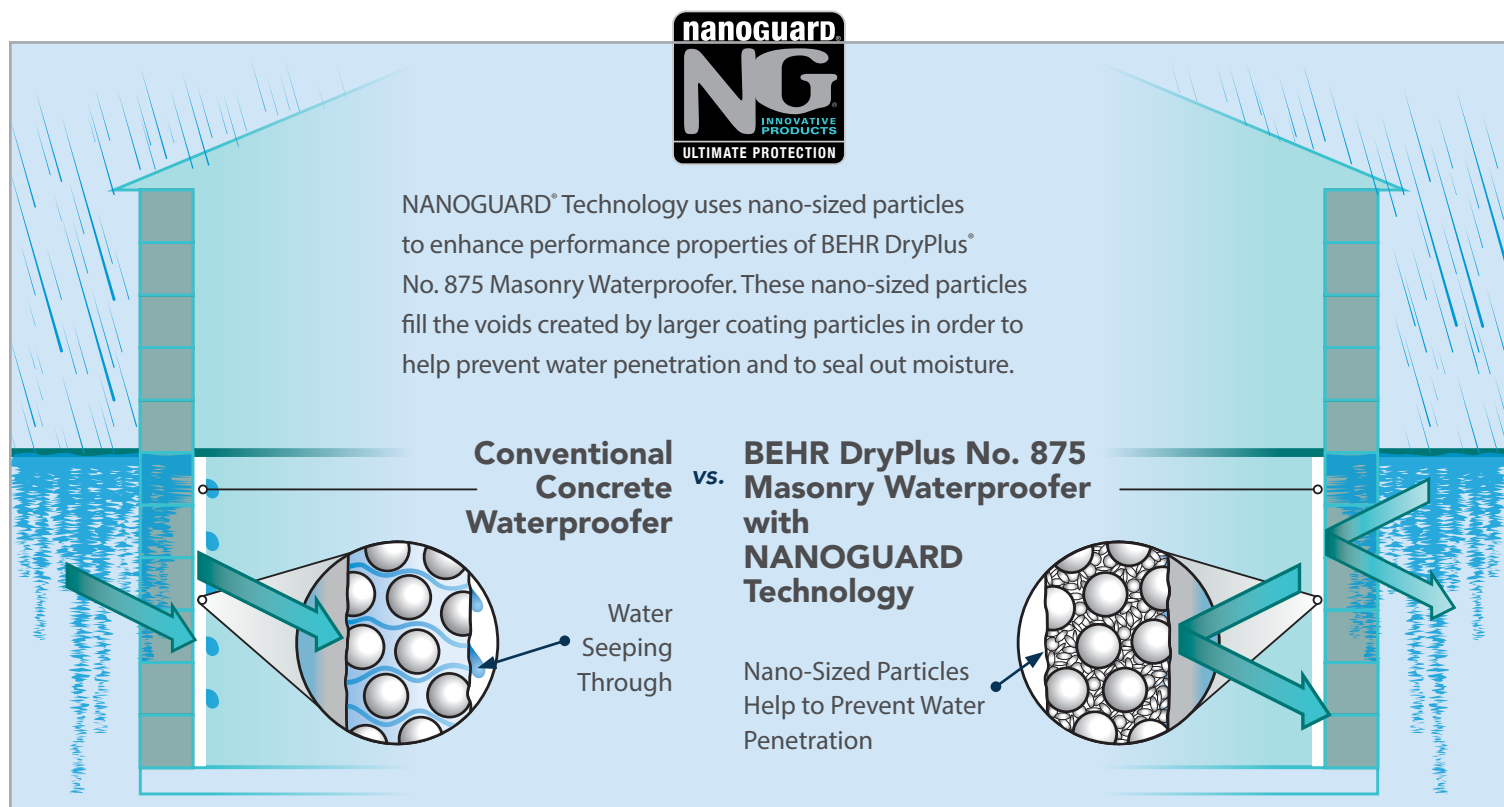 nanoguard®
NG®
INNOVATIVE
PRODUCTS
ULTIMATE PROTECTION
NANOGUARD® Technology uses nano-sized particles
to enhance performance properties of BEHR DryPlus®
No. 875 Masonry Waterproofer. These nano-sized particles
fill the voids created by larger coating particles in order to
help prevent water penetration and to seal out moisture.
Conventional
Concrete
Waterproofer
vs.
BEHR DryPlus No. 875
Masonry Waterproofer
with
NANOGUARD
Technology
Water
Seeping
Through
Nano-Sized Particles
Help to Prevent Water
Penetration